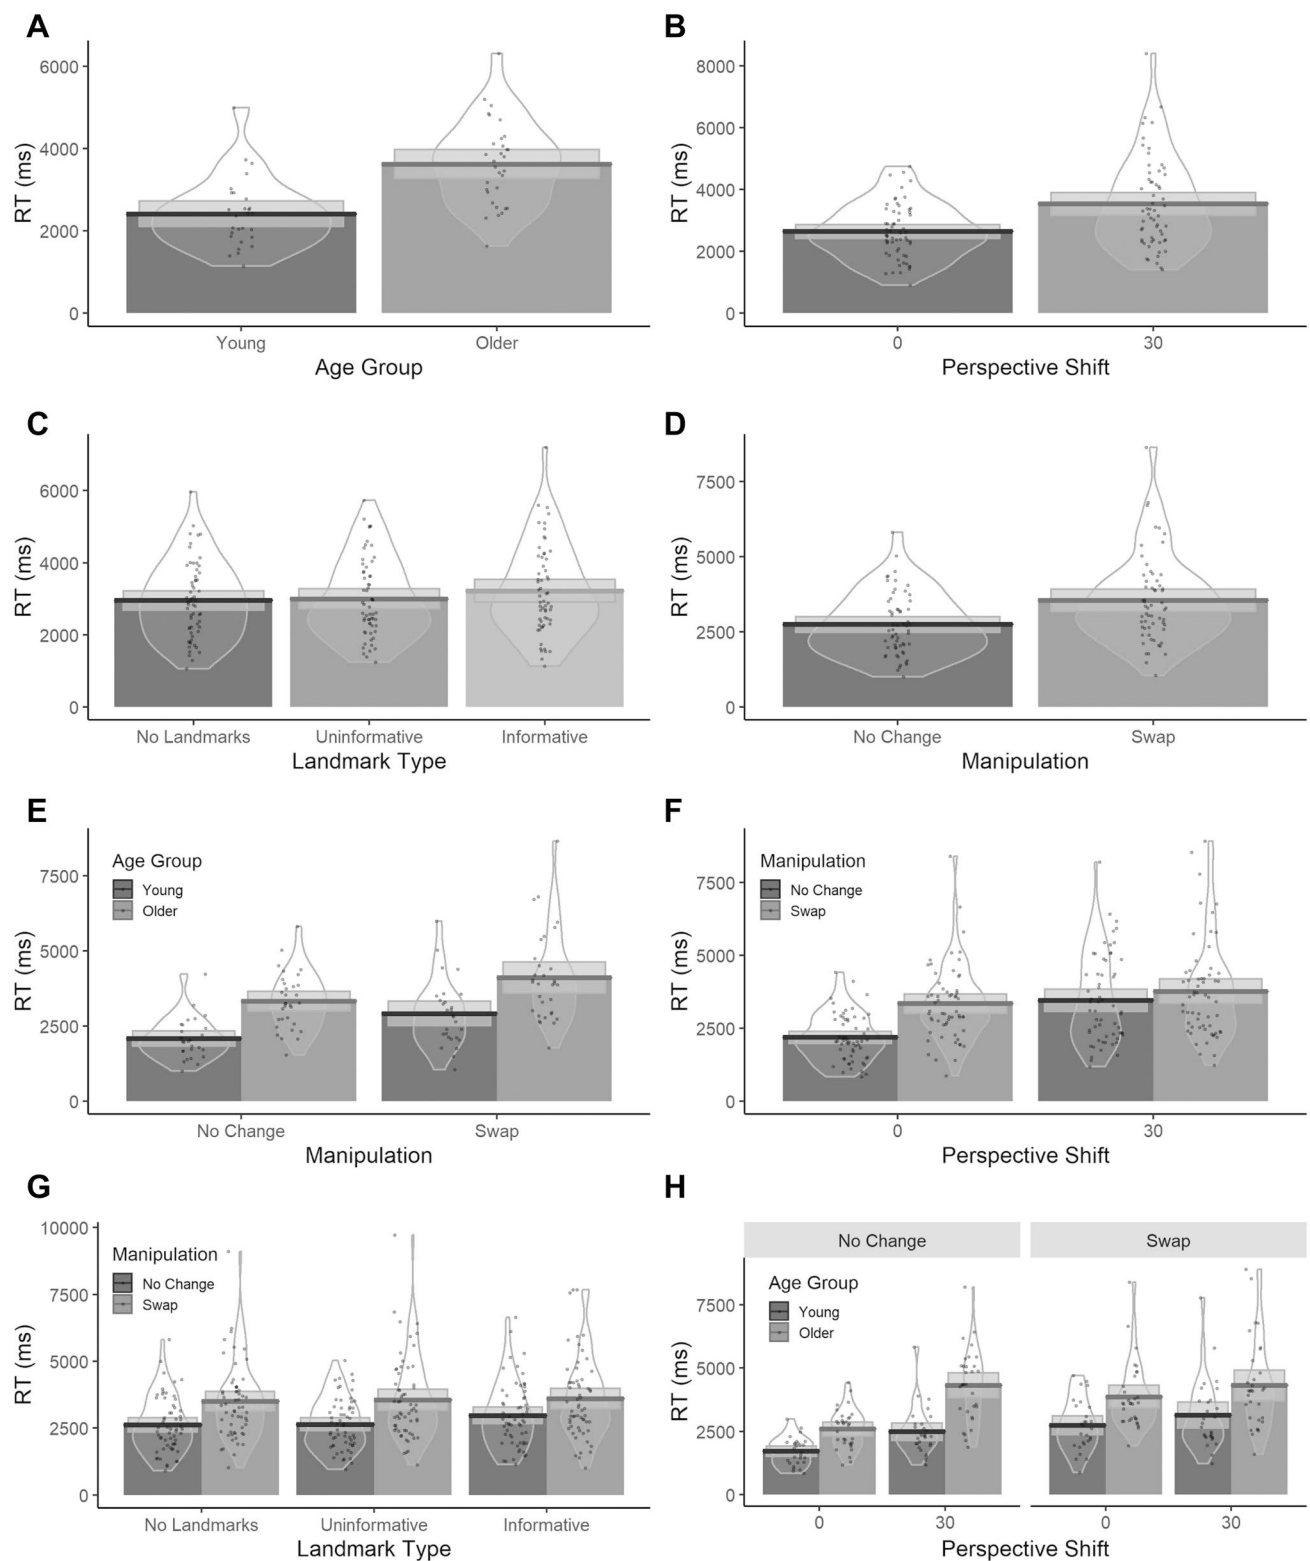 A
RT (ms)
6000
4000
2000
0
Young Older
Age Group
B
RT (ms)
8000
6000
4000
2000
0
0 30
Perspective Shift
C
RT (ms)
6000
4000
2000
0
No Landmarks Uninformative Informative
Landmark Type
D
RT (ms)
7500
5000
2500
0
No Change Swap
Manipulation
E
RT (ms)
7500
5000
2500
0
Age Group
Young
Older
No Change Swap
Manipulation
F
RT (ms)
7500
5000
2500
0
Manipulation
No Change
Swap
0 30
Perspective Shift
G
RT (ms)
10000
7500
5000
2500
0
Manipulation
No Change
Swap
No Landmarks Uninformative Informative
Landmark Type
H
No Change Swap
RT (ms)
7500
5000
2500
0
Age Group
Young
Older
0 30 0 30
Perspective Shift